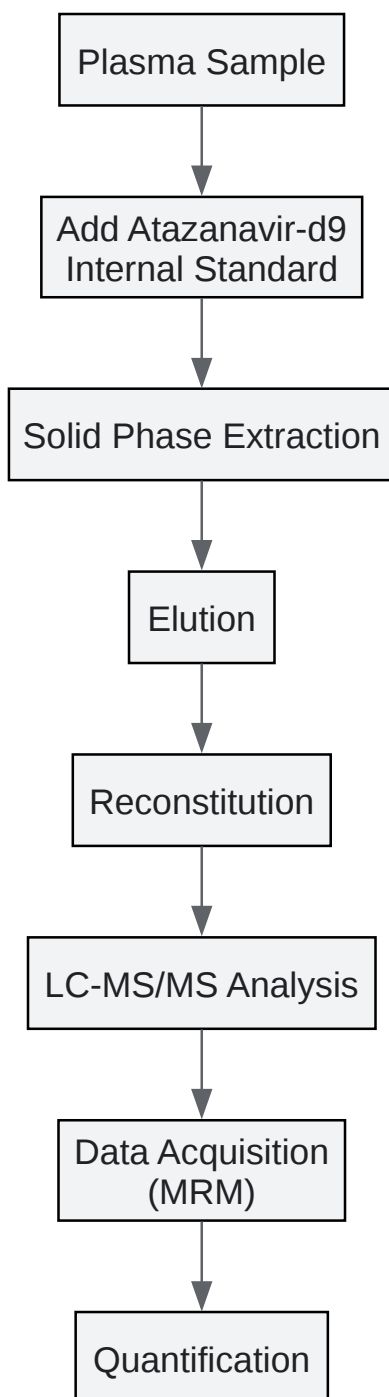 Plasma Sample
Add Atazanavir-d9
Internal Standard
Solid Phase Extraction
Elution
Reconstitution
LC-MS/MS Analysis
Data Acquisition
(MRM)
Quantification